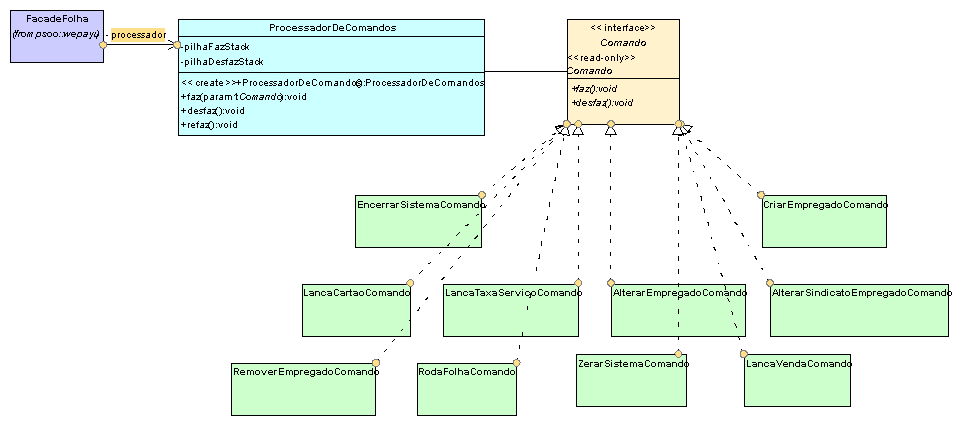 FacadeFolha
(from psoo::wepayu)
- processador
ProcessadorDeComandos
-pilhaFazStack
-pilhaDesfazStack
<< create >>+ProcessadorDeComandos():ProcessadorDeComandos
+faz(param1:Comando):void
+desfaz():void
+refaz():void
<< interface>>
Comando
<<read-only>>
Comando
+faz():void
+desfaz():void
EncerrarSistemaComando
CriarEmpregadoComando
LancaCartaoComando
LancaTaxaServicoComando
AlterarEmpregadoComando
AlterarSindicatoEmpregadoComando
RemoverEmpregadoComando
RodaFolhaComando
ZerarSistemaComando
LancaVendaComando